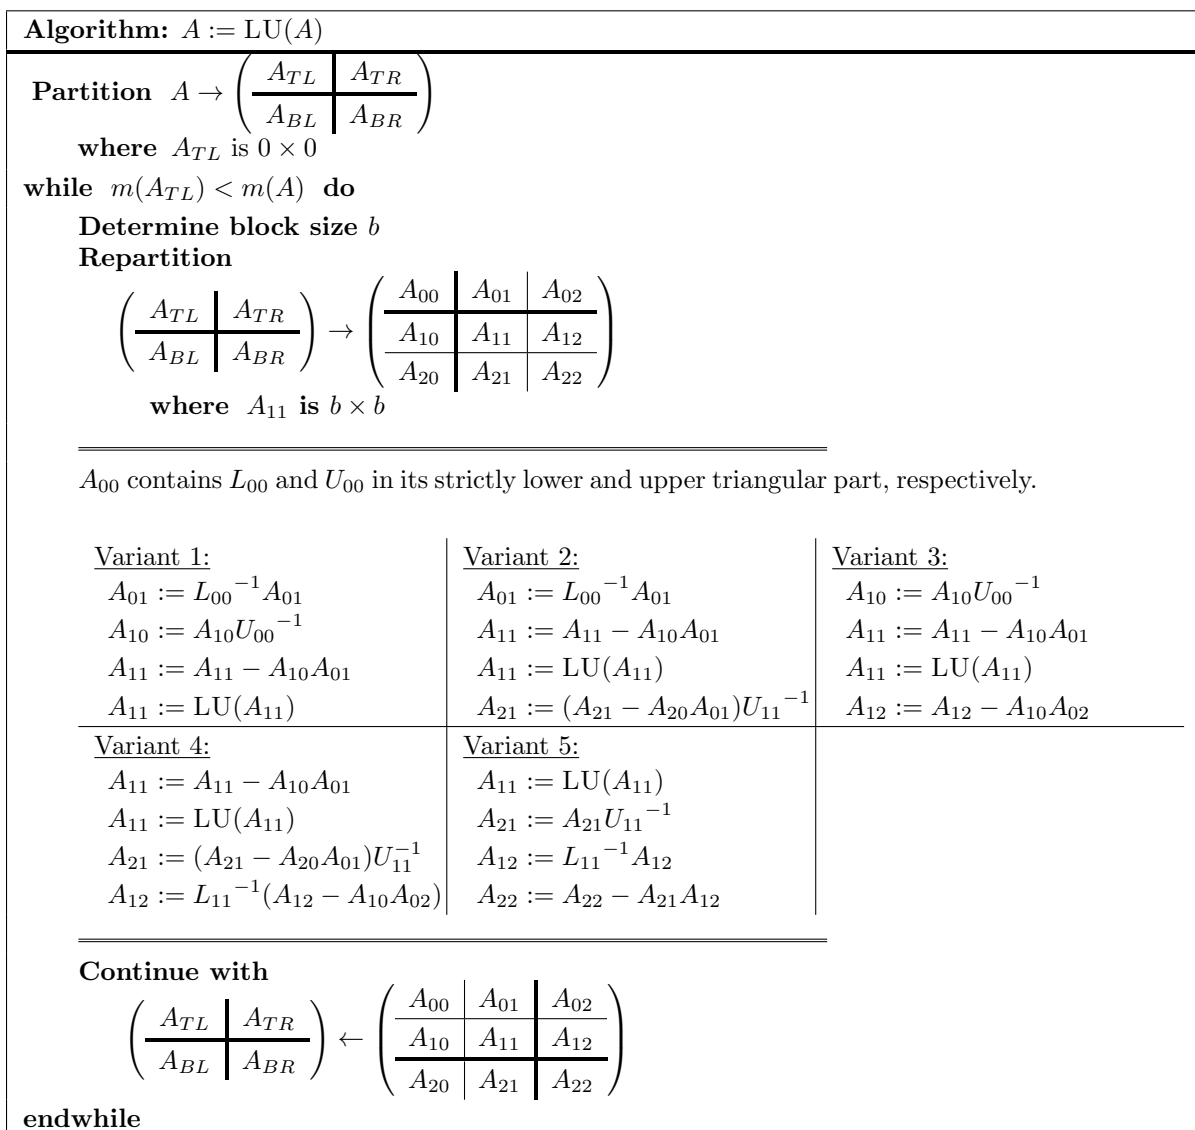 Algorithm: A := LU(A)
Partition A → ( A_TL | A_TR
A_BL | A_BR )
where A_TL is 0 × 0
while m(A_TL) < m(A) do
Determine block size b
Repartition
( A_TL | A_TR
A_BL | A_BR ) → ( A_00 | A_01 | A_02
A_10 | A_11 | A_12
A_20 | A_21 | A_22 )
where A_11 is b × b
A_00 contains L_00 and U_00 in its strictly lower and upper triangular part, respectively.
Variant 1:
A_01 := L_00^{-1} A_01
A_10 := A_10 U_00^{-1}
A_11 := A_11 − A_10 A_01
A_11 := LU(A_11)
Variant 2:
A_01 := L_00^{-1} A_01
A_11 := A_11 − A_10 A_01
A_11 := LU(A_11)
A_21 := (A_21 − A_20 A_01) U_11^{-1}
Variant 3:
A_10 := A_10 U_00^{-1}
A_11 := A_11 − A_10 A_01
A_11 := LU(A_11)
A_12 := A_12 − A_10 A_02
Variant 4:
A_11 := A_11 − A_10 A_01
A_11 := LU(A_11)
A_21 := (A_21 − A_20 A_01) U_11^{-1}
A_12 := L_11^{-1} (A_12 − A_10 A_02)
Variant 5:
A_11 := LU(A_11)
A_21 := A_21 U_11^{-1}
A_12 := L_11^{-1} A_12
A_22 := A_22 − A_21 A_12
Continue with
( A_TL | A_TR
A_BL | A_BR ) ← ( A_00 | A_01 | A_02
A_10 | A_11 | A_12
A_20 | A_21 | A_22 )
endwhile